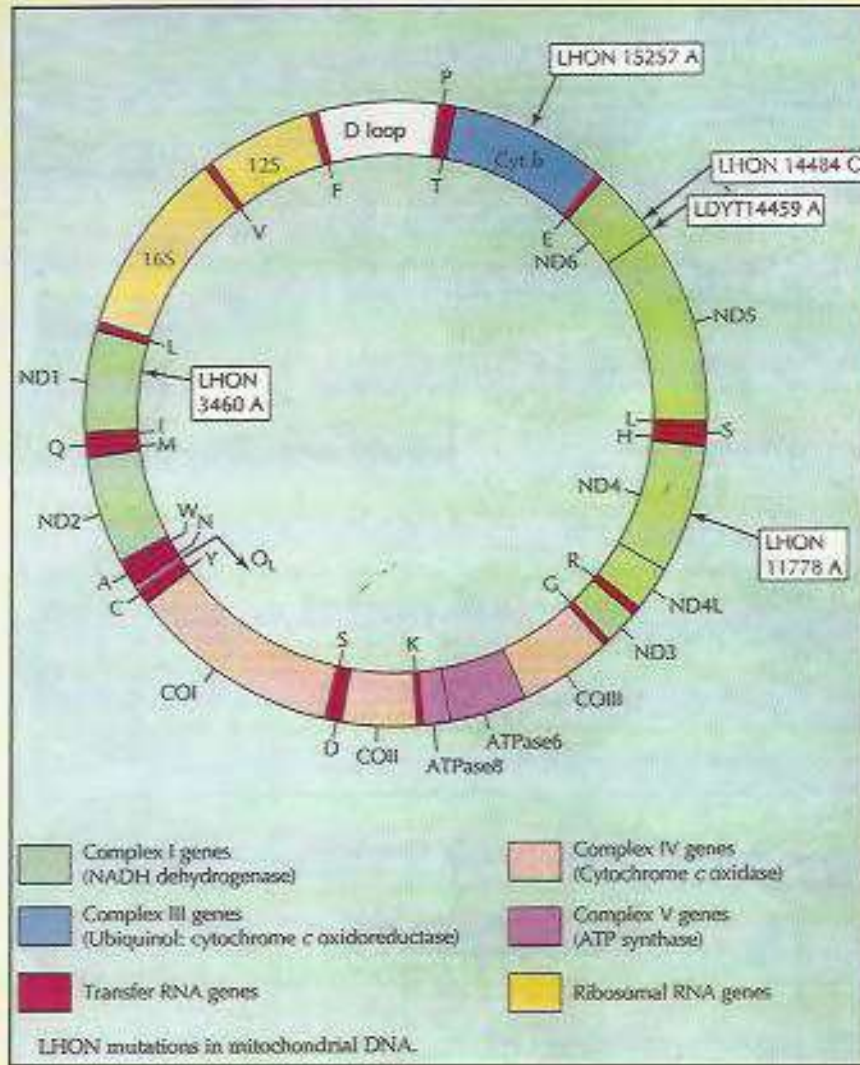 LHON 15257 A
P
D loop
12S
Cyt b
LHON 14484 C
F
T
LDYT14459 A
V
E
ND6
16S
ND5
L
ND1
LHON
3460 A
I
L
S
Q
M
H
ND4
ND2
W
N
LHON
11778 A
A
Y
O_L
R
C
G
ND4L
ND3
S
K
COI
COIII
D
COII
ATPase6
ATPase8
Complex I genes
(NADH dehydrogenase)
Complex IV genes
(Cytochrome c oxidase)
Complex III genes
(Ubiquinol: cytochrome c oxidoreductase)
Complex V genes
(ATP synthase)
Transfer RNA genes
Ribosomal RNA genes
LHON mutations in mitochondrial DNA.